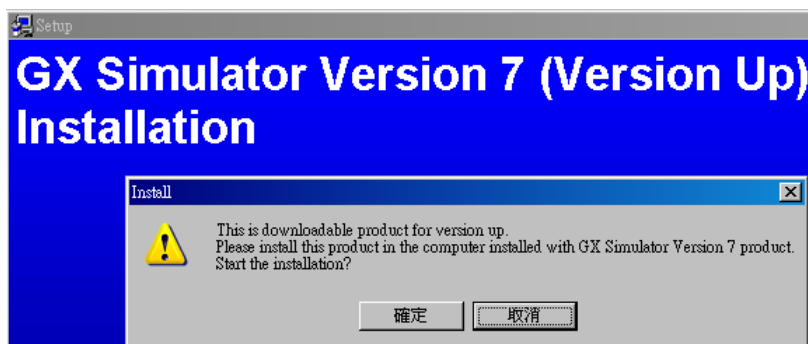 Setup
GX Simulator Version 7 (Version Up)
Installation
Install
This is downloadable product for version up.
Please install this product in the computer installed with GX Simulator Version 7 product.
Start the installation?
確定
取消